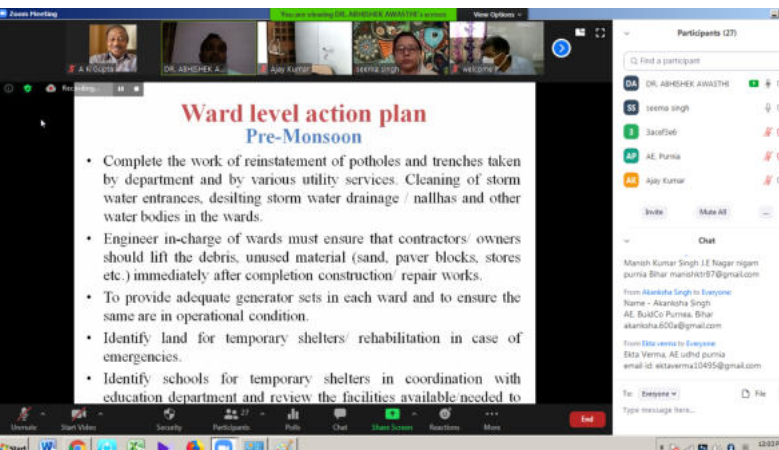 Zoom Meeting
You are viewing DR. ABHISHEK AWASTHI's screen
View Options
A K Gupta
DR. ABHISHEK A...
Ajay Kumar
seema singh
welcome
Recording...
Ward level action plan
Pre-Monsoon
• Complete the work of reinstatement of potholes and trenches taken
by department and by various utility services. Cleaning of storm
water entrances, desilting storm water drainage / nallhas and other
water bodies in the wards.
• Engineer in-charge of wards must ensure that contractors/ owners
should lift the debris, unused material (sand, paver blocks, stores
etc.) immediately after completion construction/ repair works.
• To provide adequate generator sets in each ward and to ensure the
same are in operational condition.
• Identify land for temporary shelters/ rehabilitation in case of
emergencies.
• Identify schools for temporary shelters in coordination with
education department and review the facilities available/needed to
Participants (27)
Find a participant
DA DR. ABHISHEK AWASTHI
SS seema singh
3 3acef3e6
AP AE. Purnia
AK Ajay Kumar
Invite
Mute All
...
Chat
Manish Kumar Singh J.E Nagar nigam
purnia Bihar manishktr87@gmail.com
From Akanksha Singh to Everyone:
Name - Akanksha Singh
AE, BuidCo Purnea, Bihar
akanksha.600a@gmail.com
From Ekta verma to Everyone:
Ekta Verma, AE udhd purnia
email id: ektaverma10495@gmail.com
To: Everyone
File
Type message here...
Unmute
Start Video
Security
27
Participants
Polls
Chat
Share Screen
Reactions
More
End
Start
12:03 P